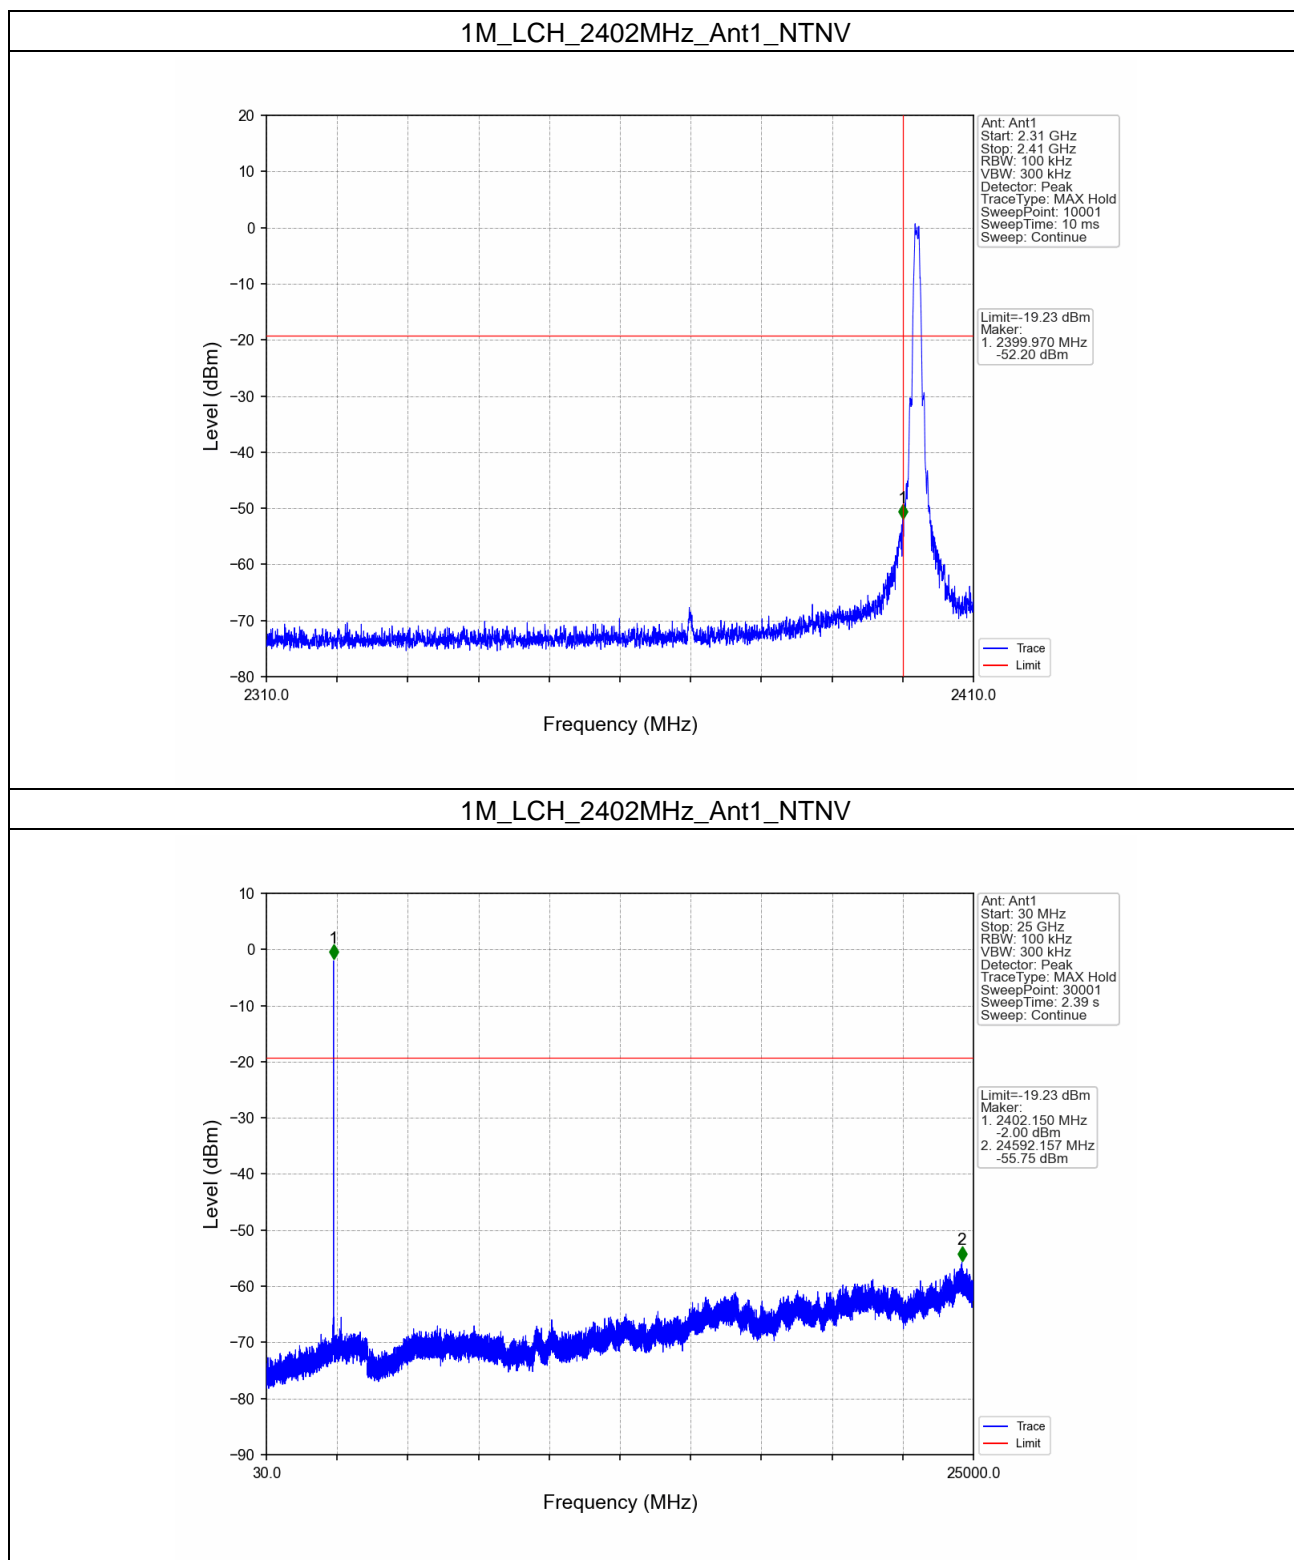 1M_LCH_2402MHz_Ant1_NTNV
20
10
0
−10
−20
−30
−40
−50
−60
−70
−80
Level (dBm)
1
2310.0
2410.0
Frequency (MHz)
Ant: Ant1
Start: 2.31 GHz
Stop: 2.41 GHz
RBW: 100 kHz
VBW: 300 kHz
Detector: Peak
TraceType: MAX Hold
SweepPoint: 10001
SweepTime: 10 ms
Sweep: Continue
Limit=-19.23 dBm
Maker:
1. 2399.970 MHz
-52.20 dBm
Trace
Limit
1M_LCH_2402MHz_Ant1_NTNV
10
0
−10
−20
−30
−40
−50
−60
−70
−80
−90
Level (dBm)
1
2
30.0
25000.0
Frequency (MHz)
Ant: Ant1
Start: 30 MHz
Stop: 25 GHz
RBW: 100 kHz
VBW: 300 kHz
Detector: Peak
TraceType: MAX Hold
SweepPoint: 30001
SweepTime: 2.39 s
Sweep: Continue
Limit=-19.23 dBm
Maker:
1. 2402.150 MHz
-2.00 dBm
2. 24592.157 MHz
-55.75 dBm
Trace
Limit